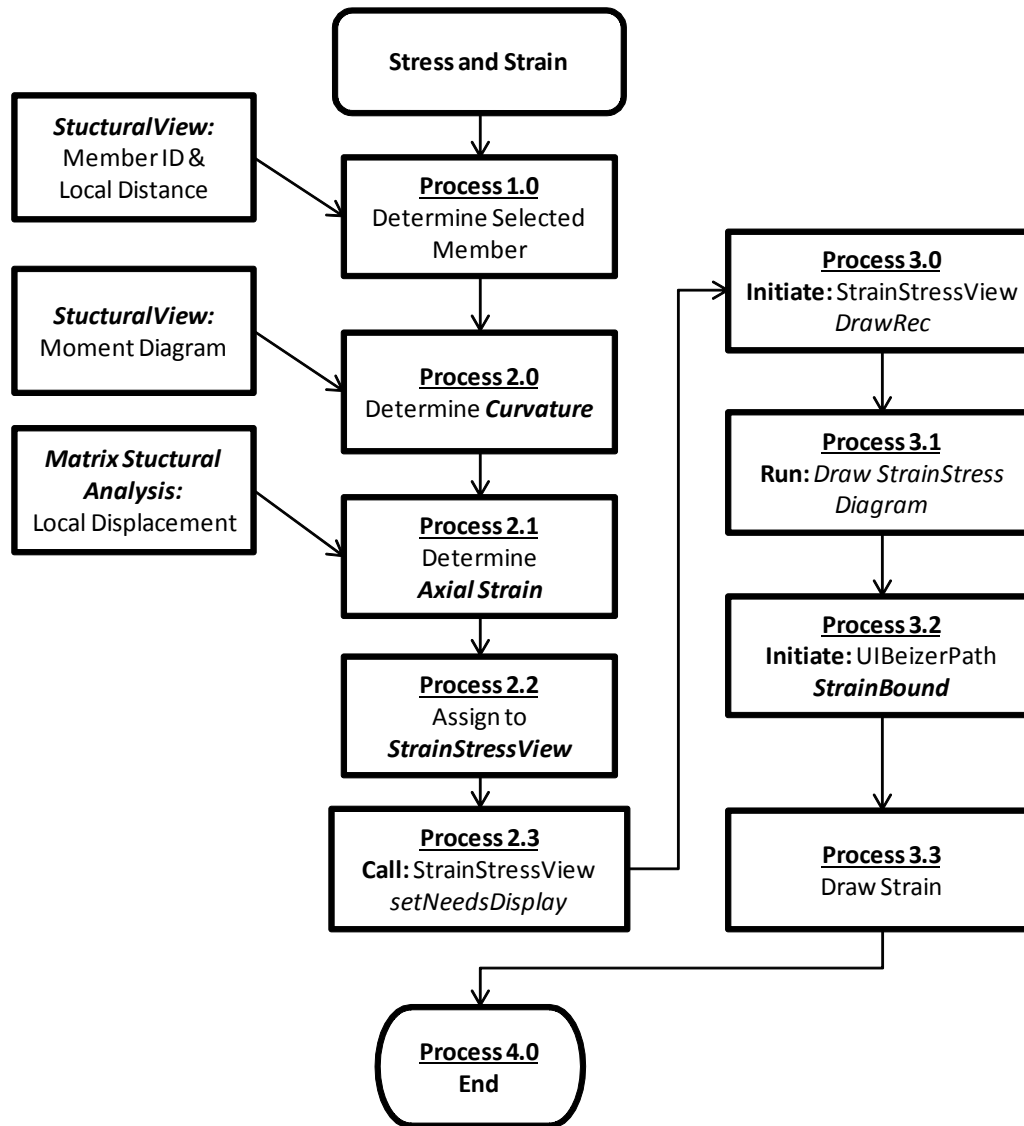 Stress and Strain
StucturalView:
Member ID &
Local Distance
Process 1.0
Determine Selected
Member
StucturalView:
Moment Diagram
Process 2.0
Determine Curvature
Matrix Stuctural
Analysis:
Local Displacement
Process 2.1
Determine
Axial Strain
Process 2.2
Assign to
StrainStressView
Process 2.3
Call: StrainStressView
setNeedsDisplay
Process 3.0
Initiate: StrainStressView
DrawRec
Process 3.1
Run: Draw StrainStress
Diagram
Process 3.2
Initiate: UIBeizerPath
StrainBound
Process 3.3
Draw Strain
Process 4.0
End